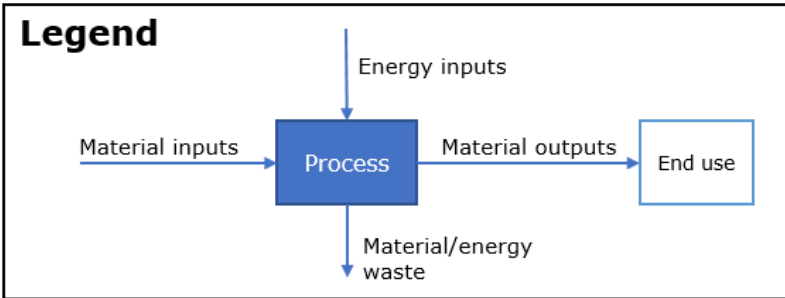 Legend
Energy inputs
Material inputs
Process
Material outputs
End use
Material/energy
waste